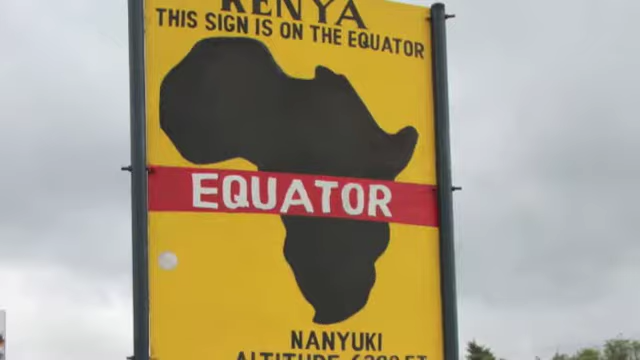 KENYA
THIS SIGN IS ON THE EQUATOR
EQUATOR
NANYUKI
ALTITUDE